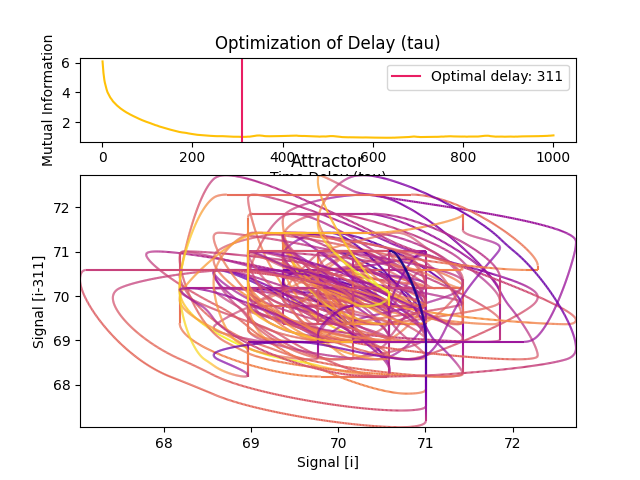 Optimization of Delay (tau)
Mutual Information
6
4
2
Optimal delay: 311
0
200
400
600
800
1000
Time Delay (tau)
Attractor
Signal [i-311]
72
71
70
69
68
68
69
70
71
72
Signal [i]